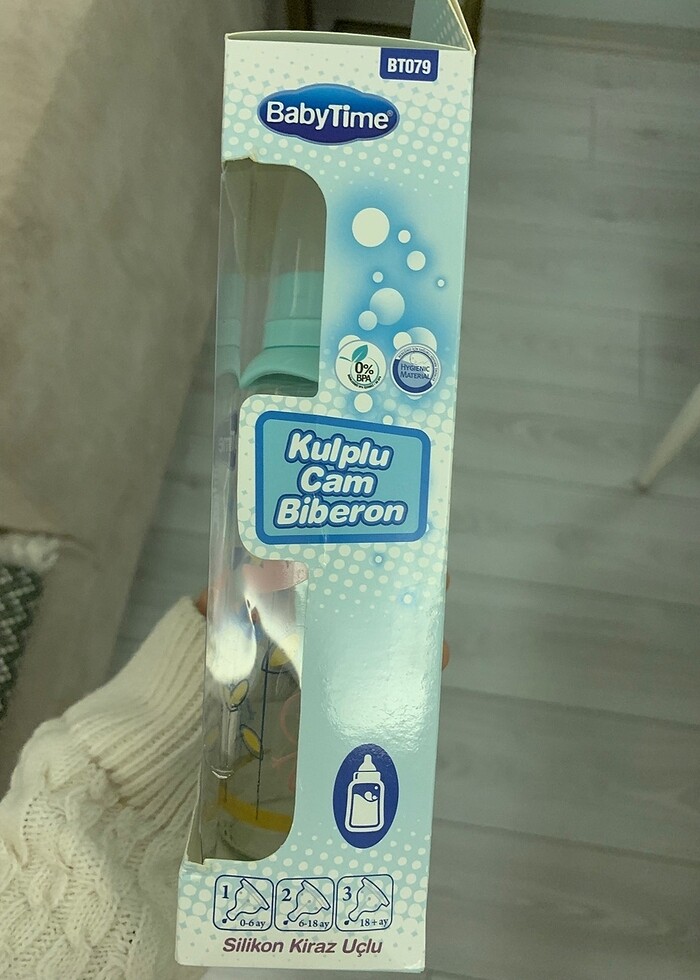 BT079
BabyTime®
0%
BPA
HYGIENIC
MATERIAL
Kulplu
Cam
Biberon
1
0-6 ay
2
6-18 ay
3
18+ ay
Silikon Kiraz Uçlu